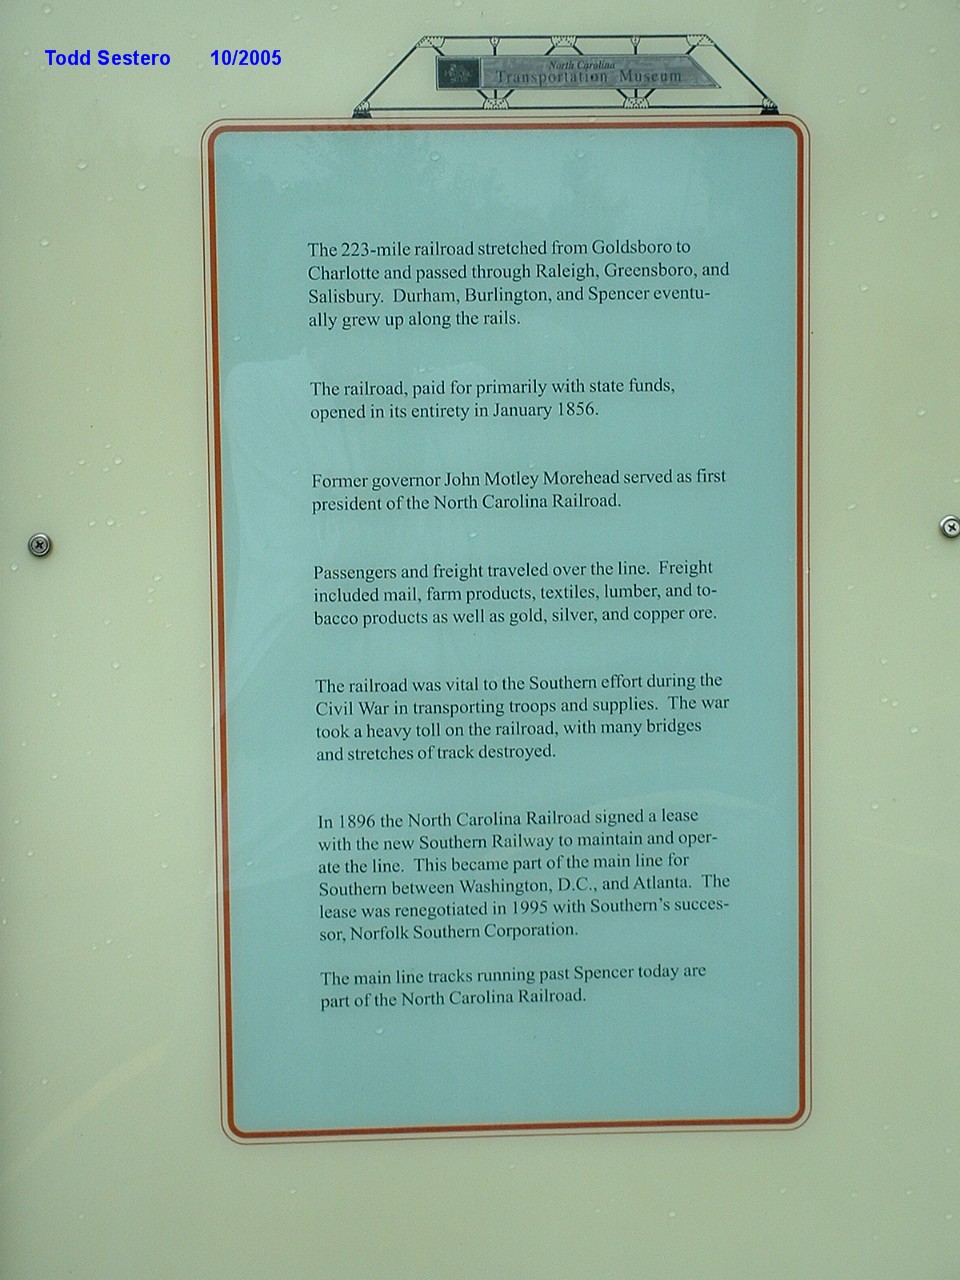 Todd Sestero 10/2005
North Carolina
Transportation Museum
The 223-mile railroad stretched from Goldsboro to
Charlotte and passed through Raleigh, Greensboro, and
Salisbury. Durham, Burlington, and Spencer eventu-
ally grew up along the rails.
The railroad, paid for primarily with state funds,
opened in its entirety in January 1856.
Former governor John Motley Morehead served as first
president of the North Carolina Railroad.
Passengers and freight traveled over the line. Freight
included mail, farm products, textiles, lumber, and to-
bacco products as well as gold, silver, and copper ore.
The railroad was vital to the Southern effort during the
Civil War in transporting troops and supplies. The war
took a heavy toll on the railroad, with many bridges
and stretches of track destroyed.
In 1896 the North Carolina Railroad signed a lease
with the new Southern Railway to maintain and oper-
ate the line. This became part of the main line for
Southern between Washington, D.C., and Atlanta. The
lease was renegotiated in 1995 with Southern's succes-
sor, Norfolk Southern Corporation.
The main line tracks running past Spencer today are
part of the North Carolina Railroad.